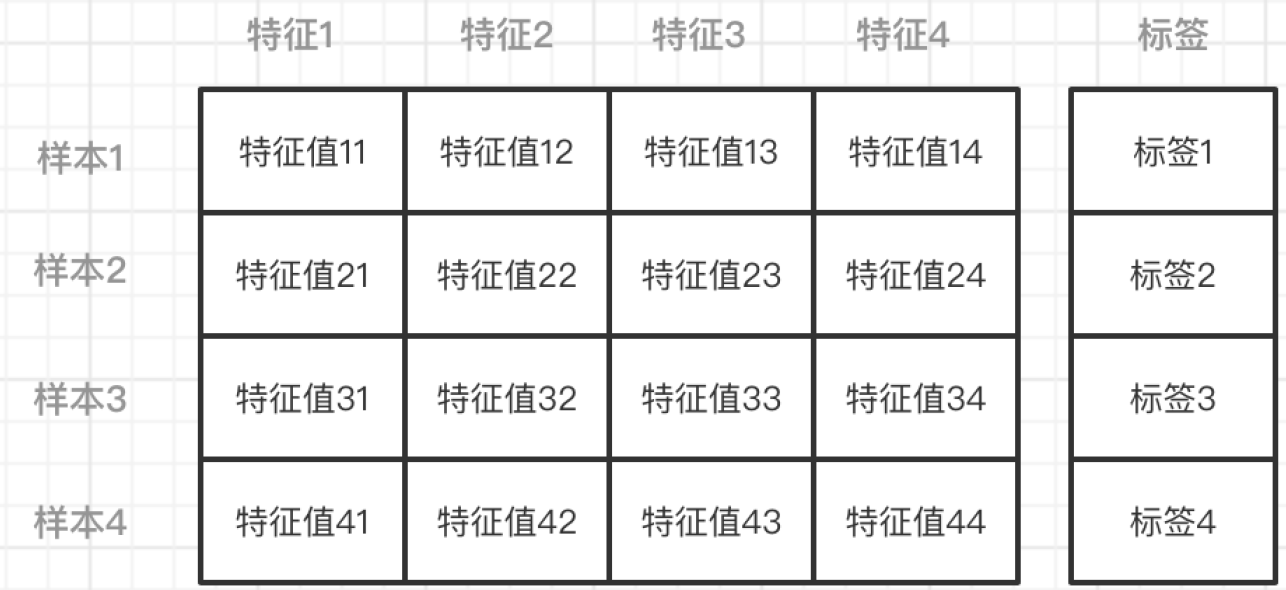 特征1 特征2 特征3 特征4 标签
样本1 特征值11 特征值12 特征值13 特征值14 标签1
样本2 特征值21 特征值22 特征值23 特征值24 标签2
样本3 特征值31 特征值32 特征值33 特征值34 标签3
样本4 特征值41 特征值42 特征值43 特征值44 标签4